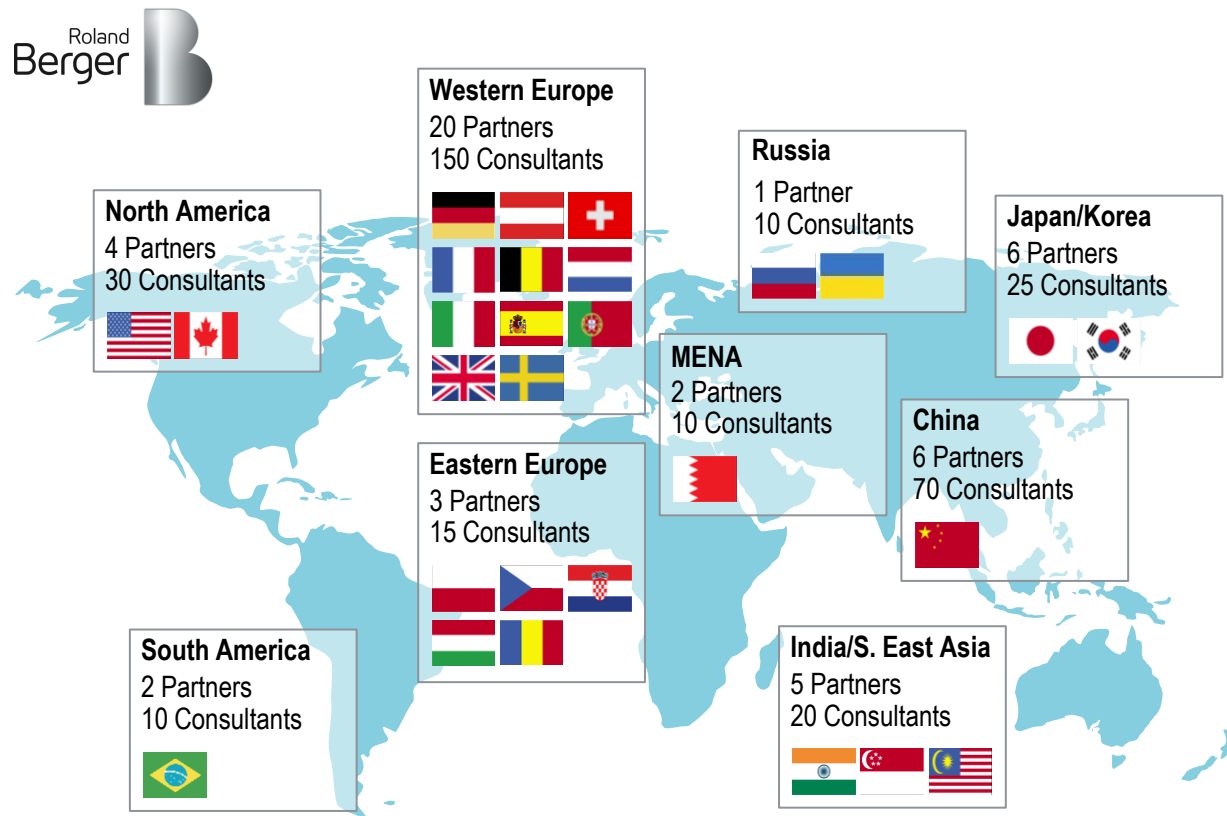 Roland
Berger
Western Europe
20 Partners
150 Consultants
Russia
1 Partner
10 Consultants
North America
4 Partners
30 Consultants
Japan/Korea
6 Partners
25 Consultants
MENA
2 Partners
10 Consultants
China
6 Partners
70 Consultants
Eastern Europe
3 Partners
15 Consultants
South America
2 Partners
10 Consultants
India/S. East Asia
5 Partners
20 Consultants